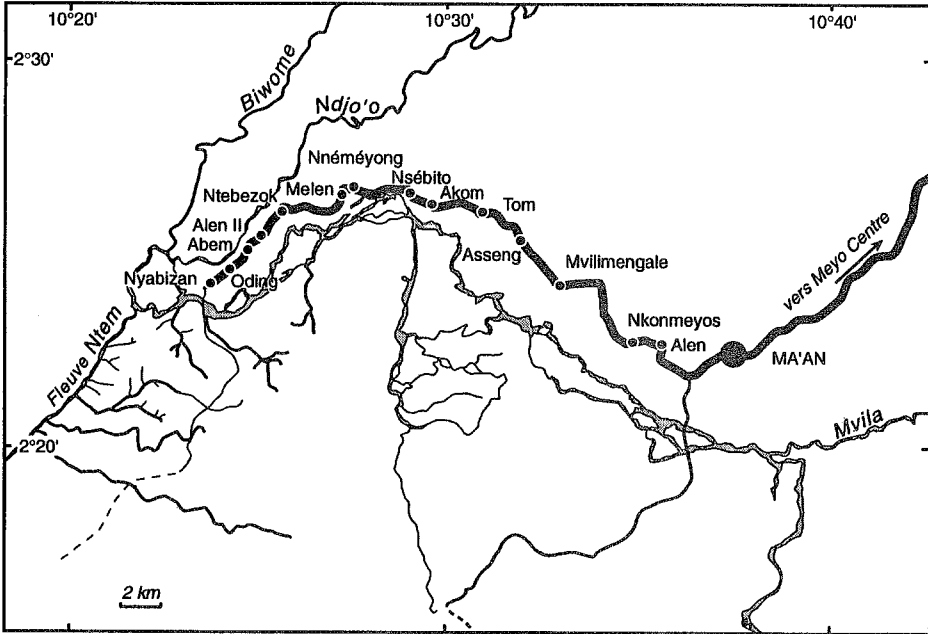 10°20'
10°30'
10°40'
2°30'
Biwome
Ndjo'o
Nnéméyong
Nsébito
Ntebezok
Melen
Akom
Tom
Alen II
Abem
Asseng
Mvilimengale
Nyabizan
Oding
vers Meyo Centre
Nkonmeyos
Alen
MA'AN
Fleuve Ntem
Mvila
2°20'
2 km